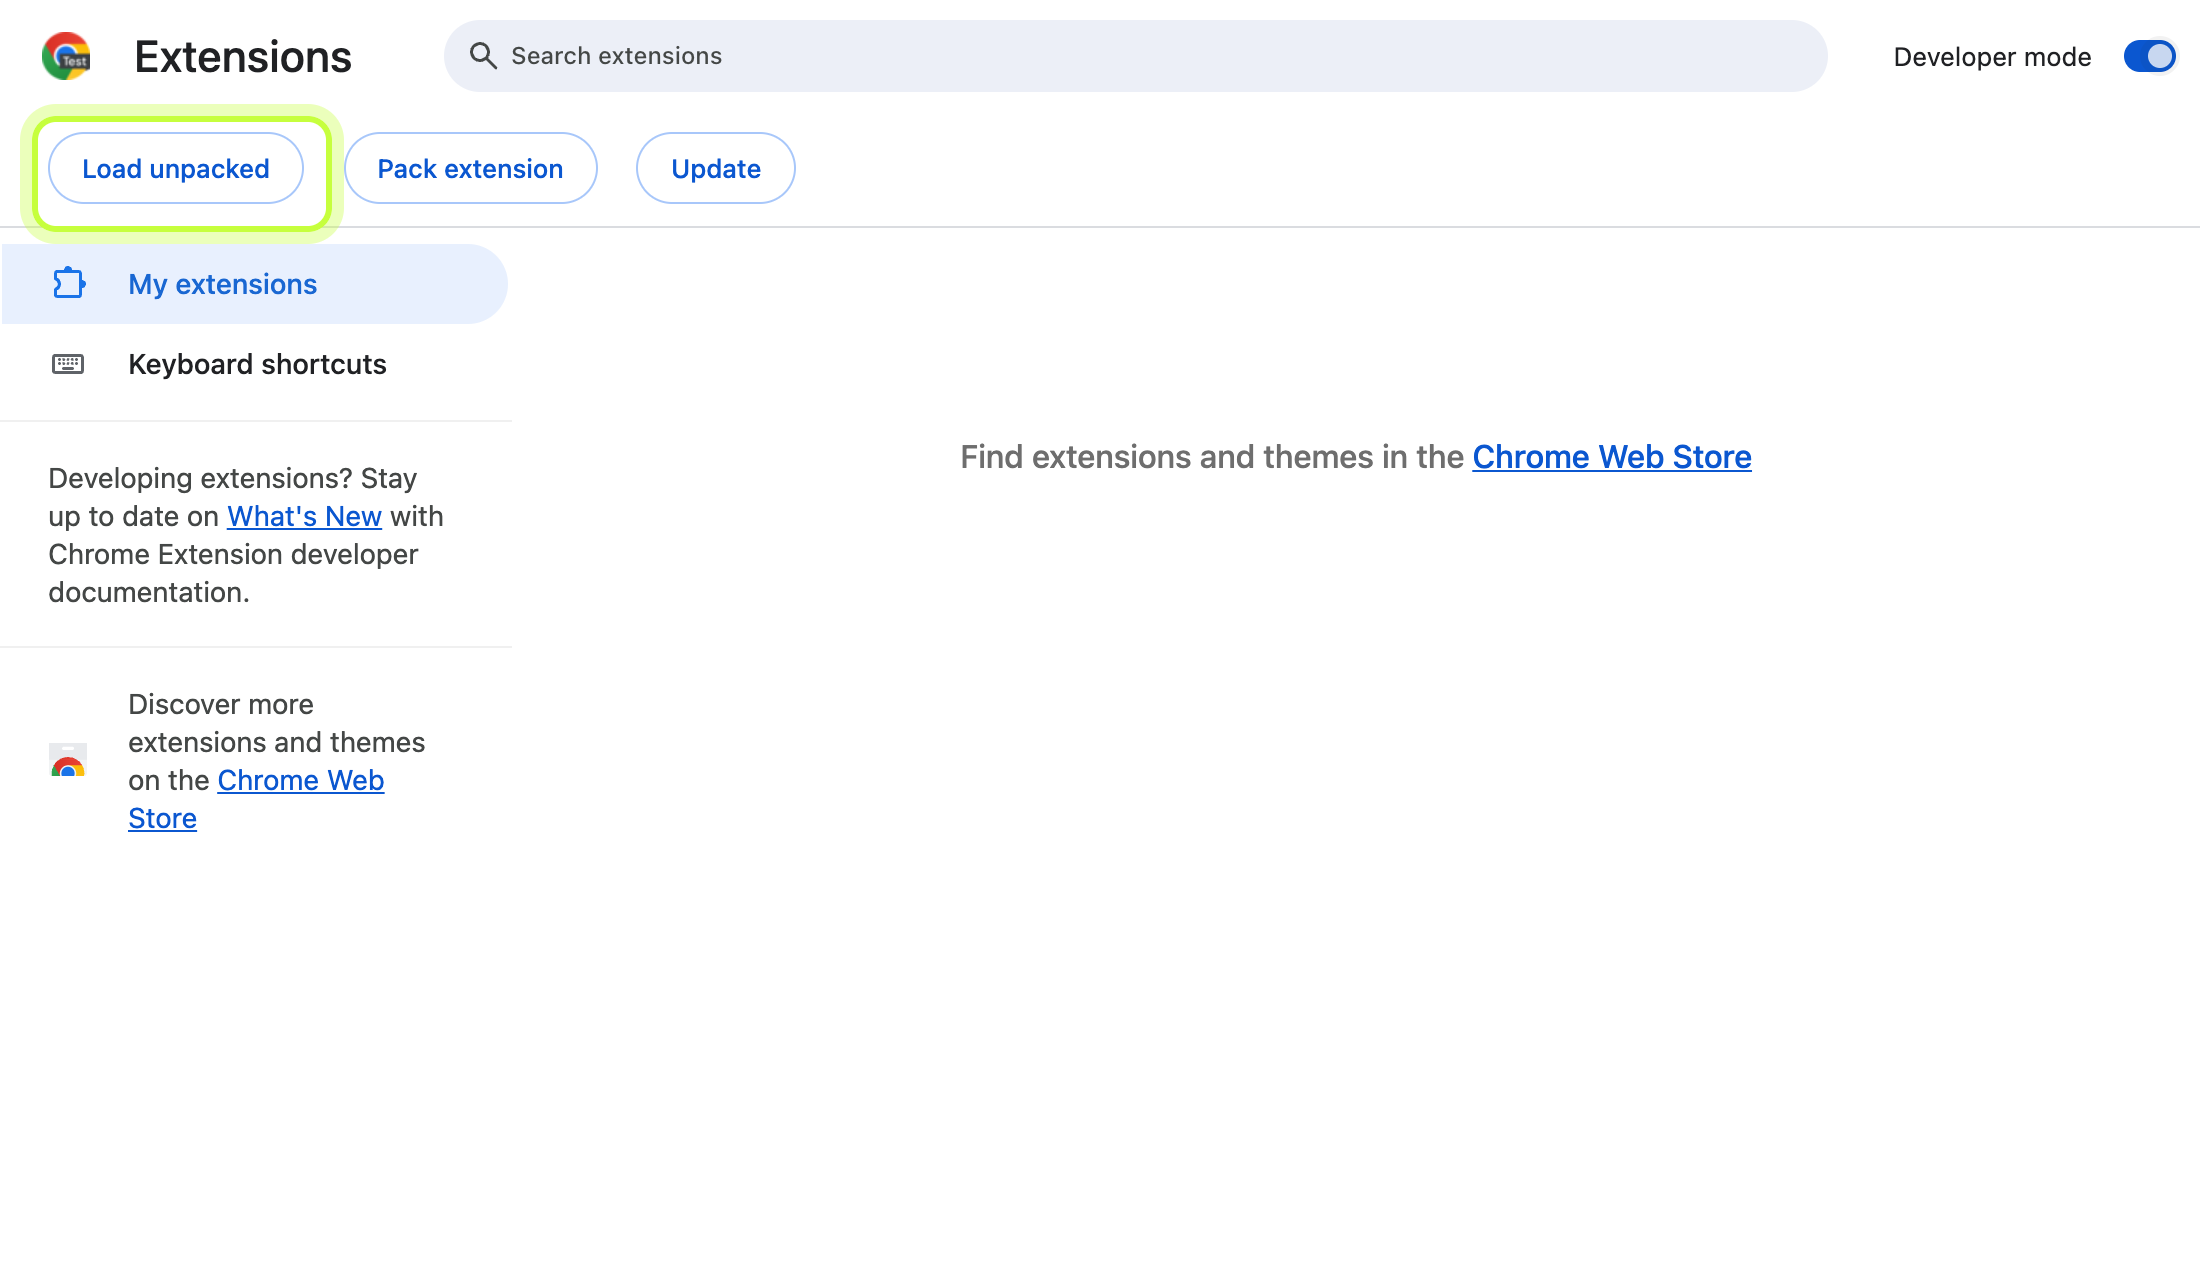 Test
Extensions
Search extensions
Developer mode
Load unpacked
Pack extension
Update
My extensions
Keyboard shortcuts
Developing extensions? Stay
up to date on What's New with
Chrome Extension developer
documentation.
Discover more
extensions and themes
on the Chrome Web
Store
Find extensions and themes in the Chrome Web Store